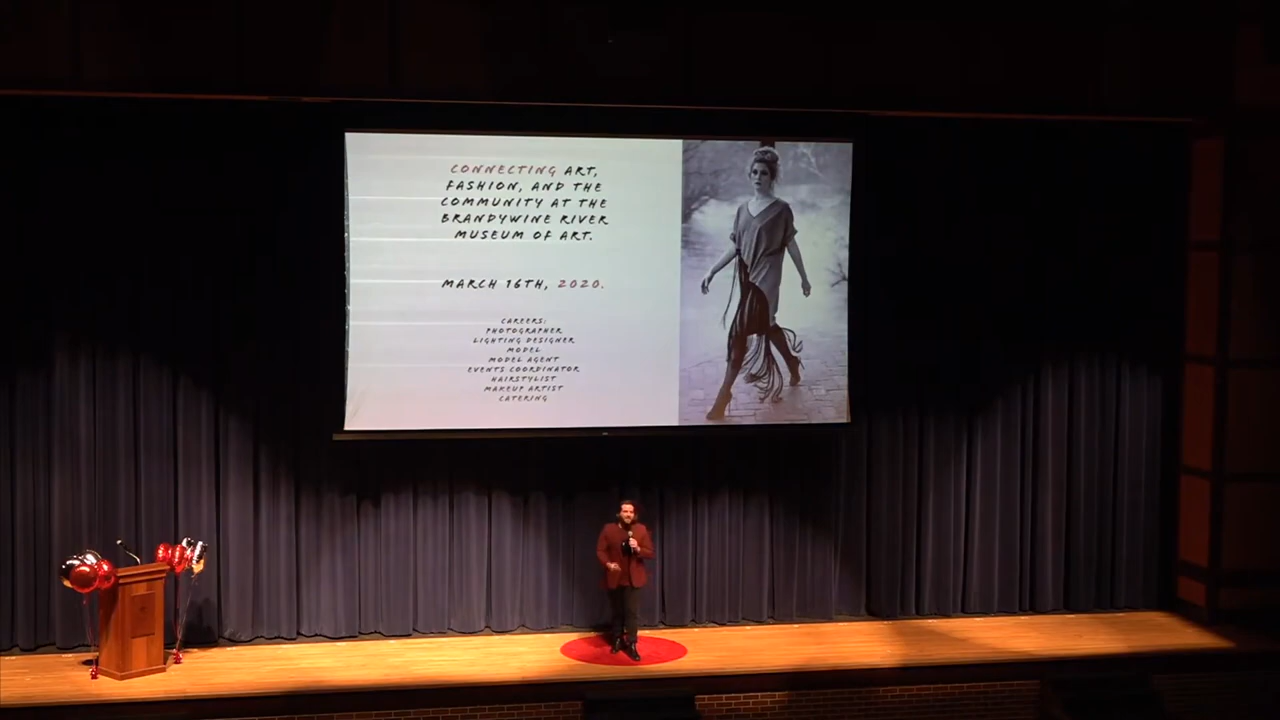 CONNECTING ART,
FASHION, AND THE
COMMUNITY AT THE
BRANDYWINE RIVER
MUSEUM OF ART.
MARCH 16TH, 2020.
CAREERS:
PHOTOGRAPHER
LIGHTING DESIGNER
MODEL
MODEL AGENT
EVENTS COORDINATOR
HAIRSTYLIST
MAKEUP ARTIST
CATERING